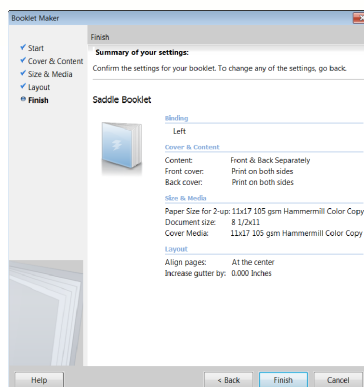 Booklet Maker
Start
Cover & Content
Size & Media
Layout
Finish
Finish
Summary of your settings:
Confirm the settings for your booklet. To change any of the settings, go back.
Saddle Booklet
Binding
Left
Cover & Content
Content: Front & Back Separately
Front cover: Print on both sides
Back cover: Print on both sides
Size & Media
Paper Size for 2-up: 11x17 105 gsm Hammermill Color Copy
Document size: 8 1/2x11
Cover Media: 11x17 105 gsm Hammermill Color Copy
Layout
Align pages: At the center
Increase gutter by: 0.000 Inches
Help < Back Finish Cancel